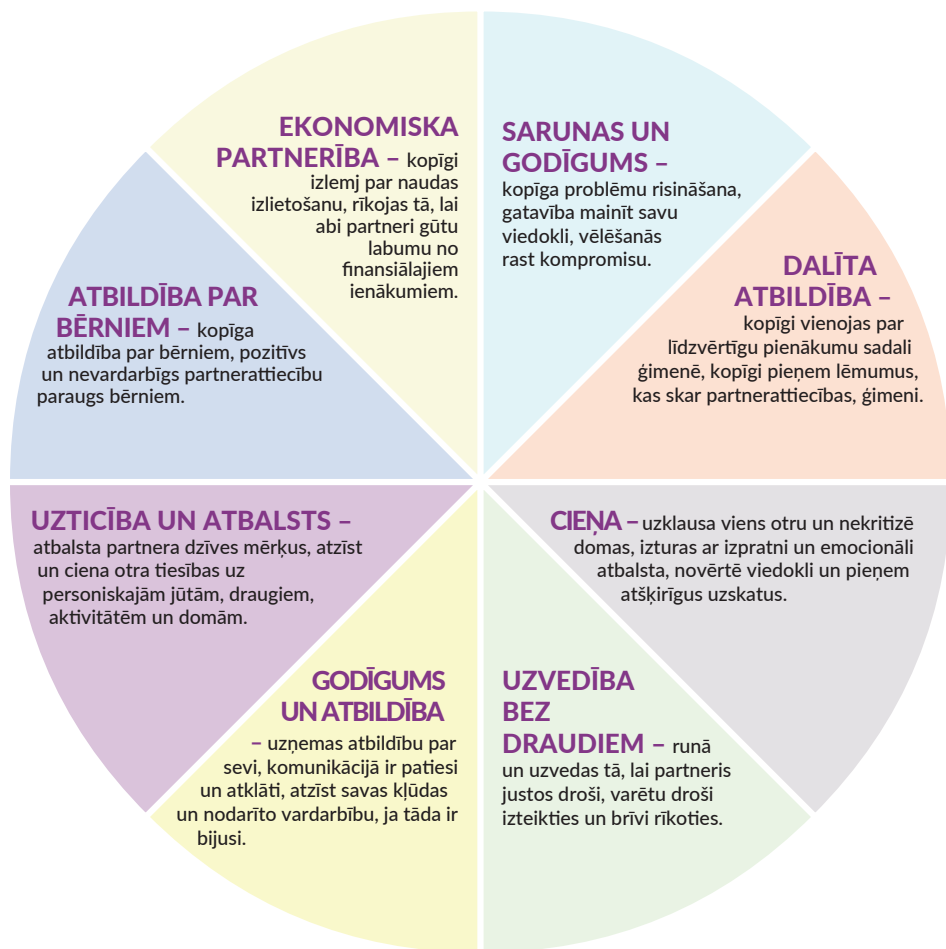 EKONOMISKA
PARTNERĪBA – kopīgi
izlemj par naudas
izlietošanu, rīkojas tā, lai
abi partneri gūtu
labumu no
finansiālajiem
ienākumiem.
SARUNAS UN
GODĪGUMS –
kopīga problēmu risināšana,
gatavība mainīt savu
viedokli, vēlēšanās
rast kompromisu.
DALĪTA
ATBILDĪBA –
kopīgi vienojas par
līdzvērtīgu pienākumu sadali
ģimenē, kopīgi pieņem lēmumus,
kas skar partnerattiecības, ģimeni.
CIEŅA – uzklausa viens otru un nekritizē
domas, izturas ar izpratni un emocionāli
atbalsta, novērtē viedokli un pieņem
atšķirīgus uzskatus.
UZVEDĪBA
BEZ
DRAUDIEM – runā
un uzvedas tā, lai partneris
justos droši, varētu droši
izteikties un brīvi rīkoties.
GODĪGUMS
UN ATBILDĪBA
– uzņemas atbildību par
sevi, komunikācijā ir patiesi
un atklāti, atzīst savas kļūdas
un nodarīto vardarbību, ja tāda ir
bijusi.
UZTICĪBA UN ATBALSTS –
atbalsta partnera dzīves mērķus, atzīst
un ciena otra tiesības uz
personiskajām jūtām, draugiem,
aktivitātēm un domām.
ATBILDĪBA PAR
BĒRNIEM – kopīga
atbildība par bērniem, pozitīvs
un nevardarbīgs partnerattiecību
paraugs bērniem.